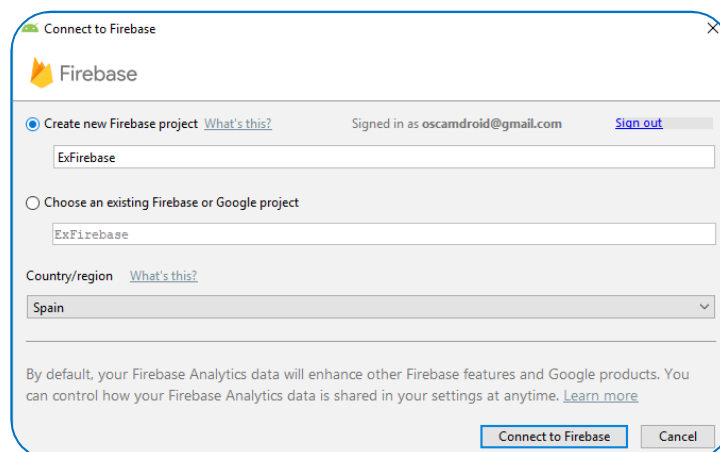 Connect to Firebase
Firebase
Create new Firebase project What's this? Signed in as oscamdroid@gmail.com Sign out
ExFirebase
Choose an existing Firebase or Google project
ExFirebase
Country/region What's this?
Spain
By default, your Firebase Analytics data will enhance other Firebase features and Google products. You
can control how your Firebase Analytics data is shared in your settings at anytime. Learn more
Connect to Firebase Cancel